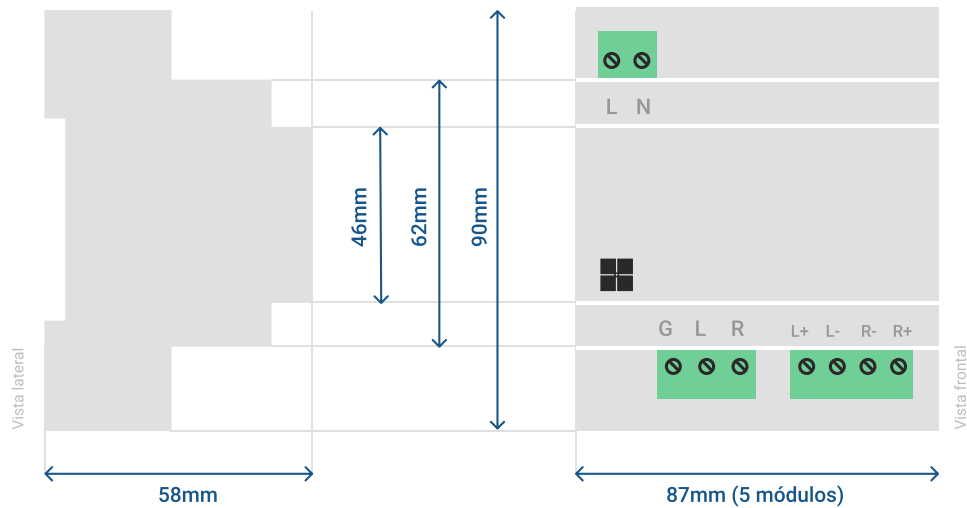 L N
46mm
62mm
90mm
G L R
L+ L- R- R+
Vista lateral
Vista frontal
58mm
87mm (5 módulos)